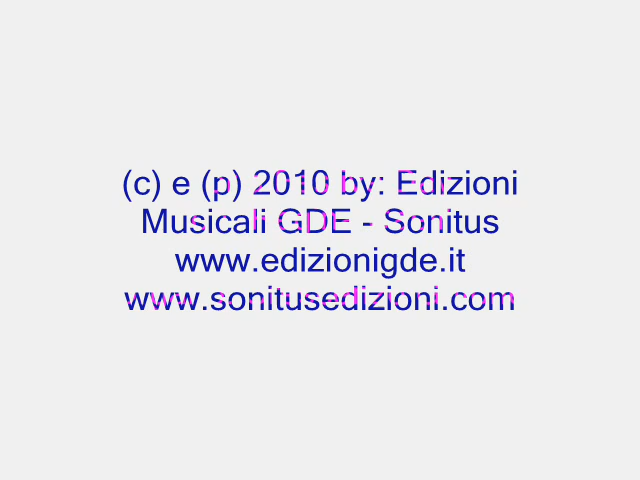 (c) e (p) 2010 by: Edizioni
Musicali GDE - Sonitus
www.edizionigde.it
www.sonitusedizioni.com